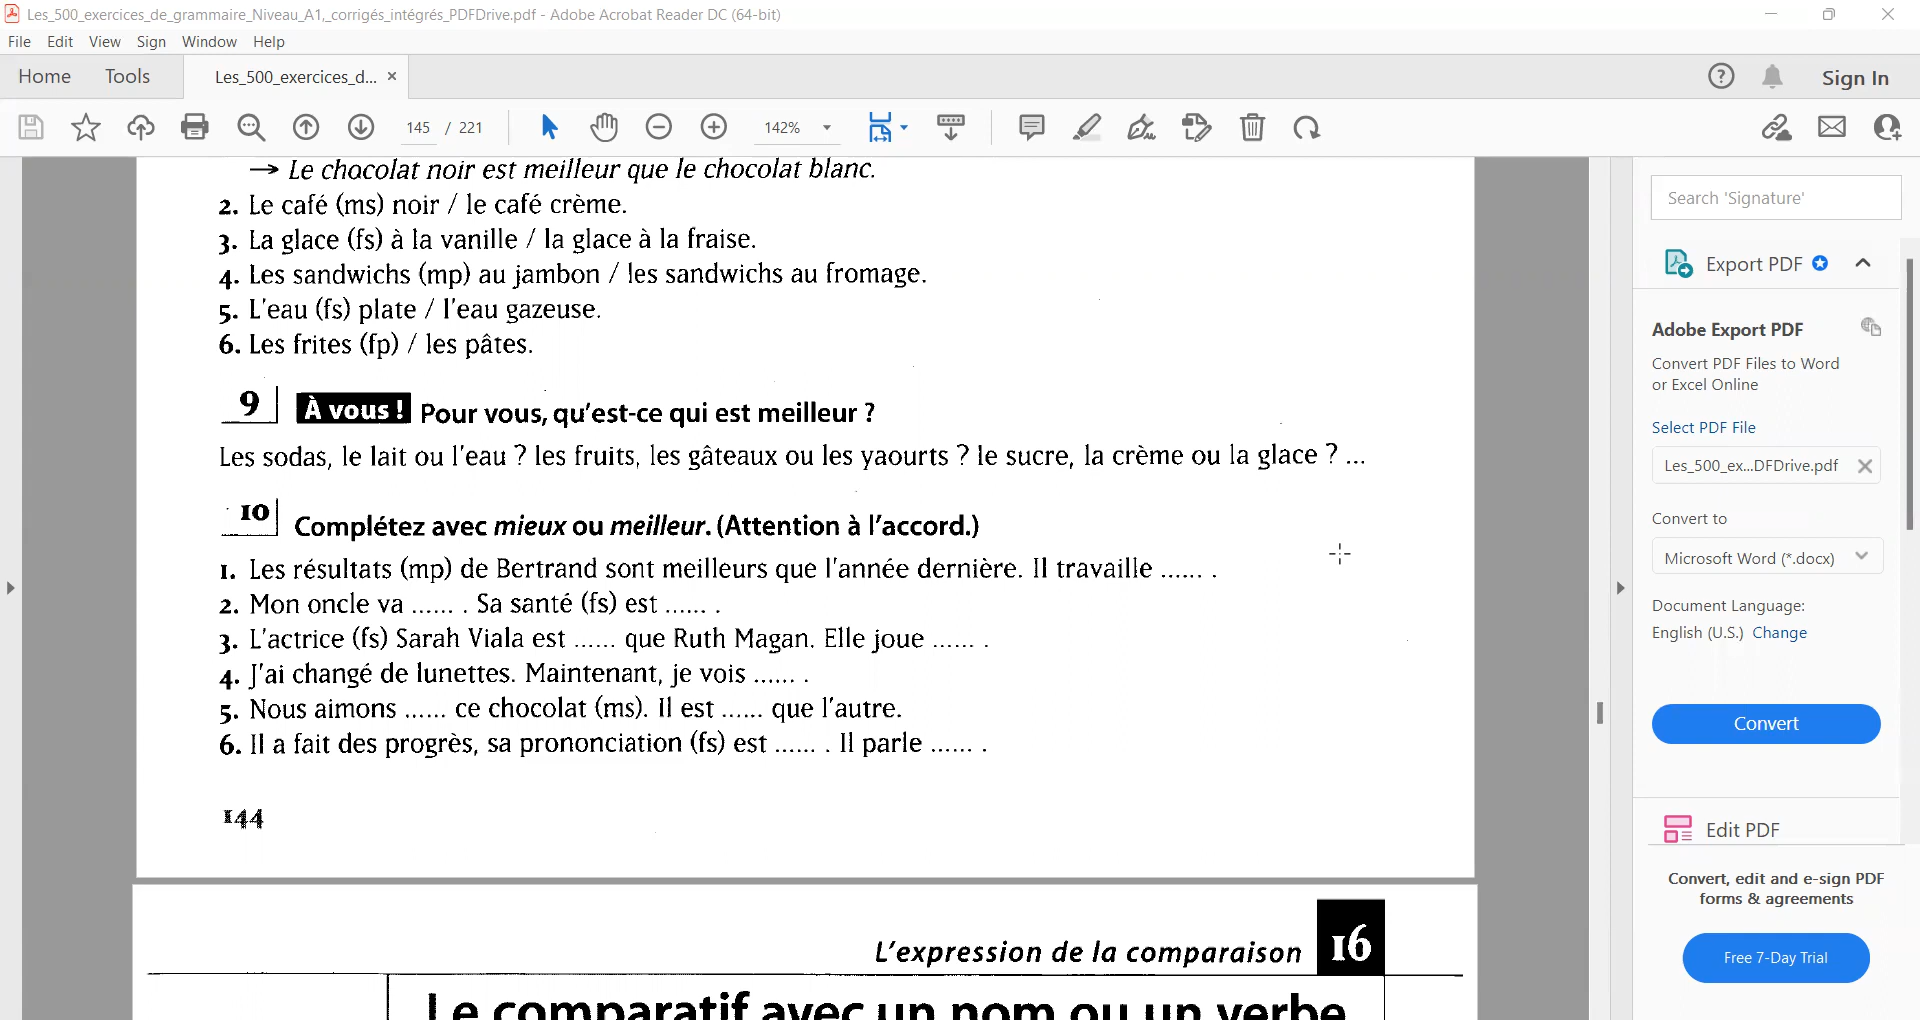 Les_500_exercices_de_grammaire_Niveau_A1,_corrigés_intégrés_PDFDrive.pdf - Adobe Acrobat Reader DC (64-bit)
File Edit View Sign Window Help
Home Tools Les_500_exercices_d... × Sign In
145 / 221 142%
→ Le chocolat noir est meilleur que le chocolat blanc.
2. Le café (ms) noir / le café crème.
3. La glace (fs) à la vanille / la glace à la fraise.
4. Les sandwichs (mp) au jambon / les sandwichs au fromage.
5. L'eau (fs) plate / l'eau gazeuse.
6. Les frites (fp) / les pâtes.
9 À vous ! Pour vous, qu'est-ce qui est meilleur ?
Les sodas, le lait ou l'eau ? les fruits, les gâteaux ou les yaourts ? le sucre, la crème ou la glace ? ...
10 Complétez avec mieux ou meilleur. (Attention à l'accord.)
1. Les résultats (mp) de Bertrand sont meilleurs que l'année dernière. Il travaille ...... .
2. Mon oncle va ...... . Sa santé (fs) est ...... .
3. L'actrice (fs) Sarah Viala est ...... que Ruth Magan. Elle joue ...... .
4. J'ai changé de lunettes. Maintenant, je vois ...... .
5. Nous aimons ...... ce chocolat (ms). Il est ...... que l'autre.
6. Il a fait des progrès, sa prononciation (fs) est ...... . Il parle ...... .
144
L'expression de la comparaison 16
Le comparatif avec un nom ou un verbe
Search 'Signature'
Export PDF
Adobe Export PDF
Convert PDF Files to Word
or Excel Online
Select PDF File
Les_500_ex...DFDrive.pdf
Convert to
Microsoft Word (*.docx)
Document Language:
English (U.S.) Change
Convert
Edit PDF
Convert, edit and e-sign PDF
forms & agreements
Free 7-Day Trial